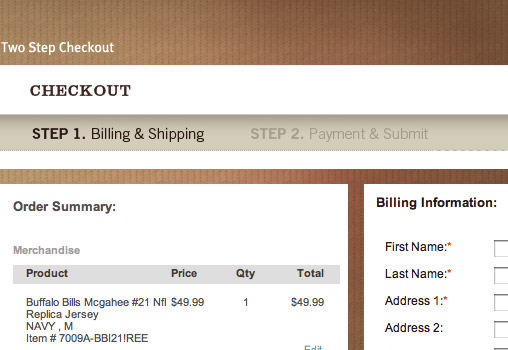 Two Step Checkout
CHECKOUT
STEP 1. Billing & Shipping STEP 2. Payment & Submit
Order Summary:
Merchandise
Product Price Qty Total
Buffalo Bills Mcgahee #21 Nfl $49.99 1 $49.99
Replica Jersey
NAVY , M
Item # 7009A-BBI21!REE
Edit
Billing Information:
First Name:*
Last Name:*
Address 1:*
Address 2: